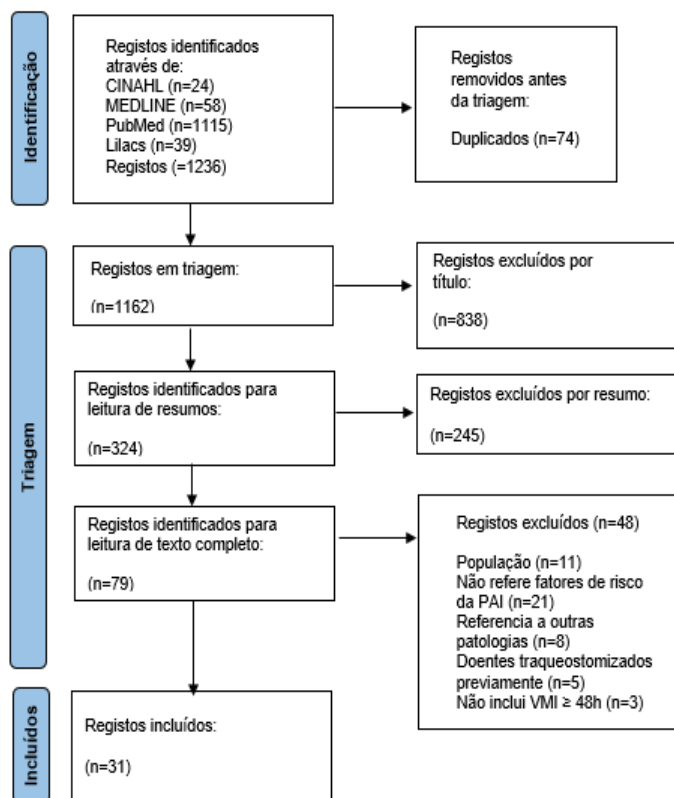 Identificação
Registos identificados
através de:
CINAHL (n=24)
MEDLINE (n=58)
PubMed (n=1115)
Lilacs (n=39)
Registos (=1236)
Registos
removidos antes
da triagem:
Duplicados (n=74)
Triagem
Registos em triagem:
(n=1162)
Registos excluídos por
título:
(n=838)
Registos identificados para
leitura de resumos:
(n=324)
Registos excluídos por resumo:
(n=245)
Registos identificados para
leitura de texto completo:
(n=79)
Registos excluídos (n=48)
População (n=11)
Não refere fatores de risco
da PAI (n=21)
Referencia a outras
patologias (n=8)
Doentes traqueostomizados
previamente (n=5)
Não inclui VMI ≥ 48h (n=3)
Incluídos
Registos incluídos:
(n=31)